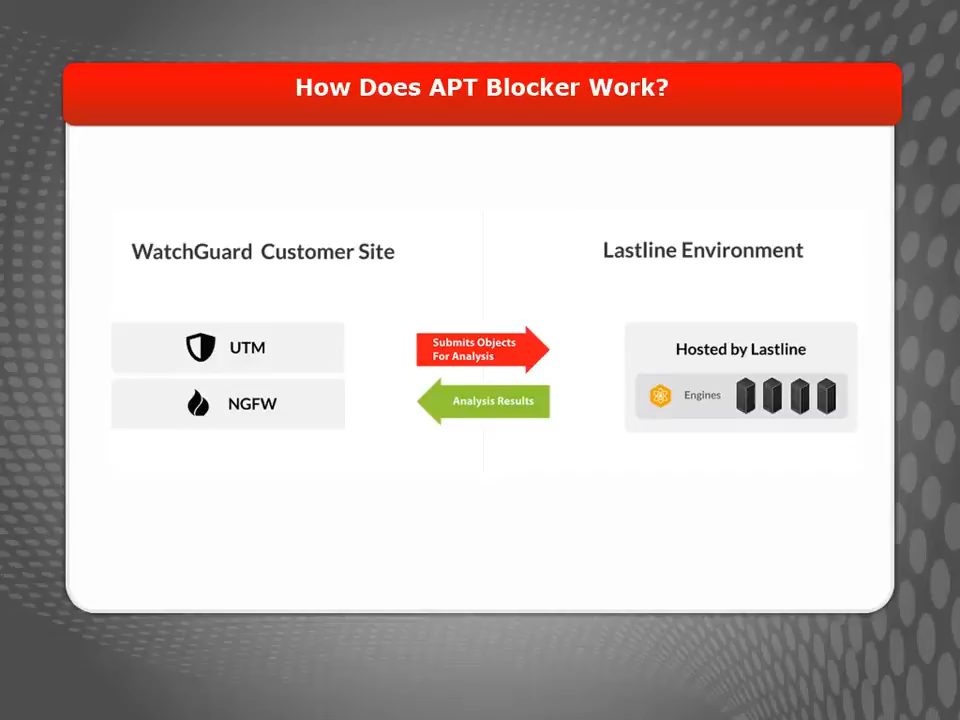 How Does APT Blocker Work?
WatchGuard Customer Site
Lastline Environment
UTM
NGFW
Submits Objects
For Analysis
Analysis Results
Hosted by Lastline
Engines